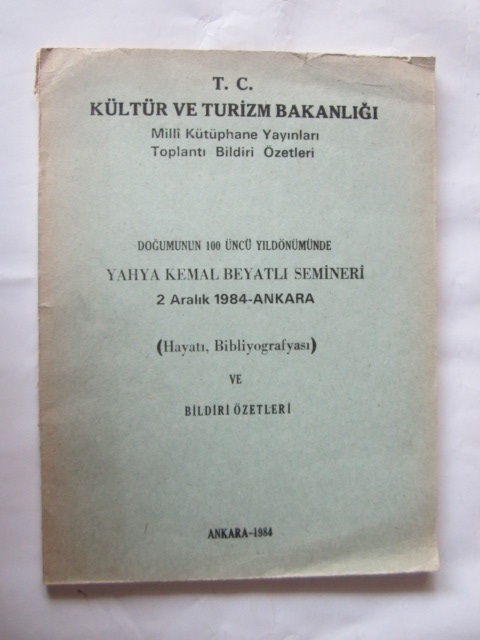 T. C.
KÜLTÜR VE TURİZM BAKANLIĞI
Millî Kütüphane Yayınları
Toplantı Bildiri Özetleri
DOĞUMUNUN 100 ÜNCÜ YILDÖNÜMÜNDE
YAHYA KEMAL BEYATLI SEMİNERİ
2 Aralık 1984-ANKARA
(Hayatı, Bibliyografyası)
VE
BİLDİRİ ÖZETLERİ
ANKARA-1984